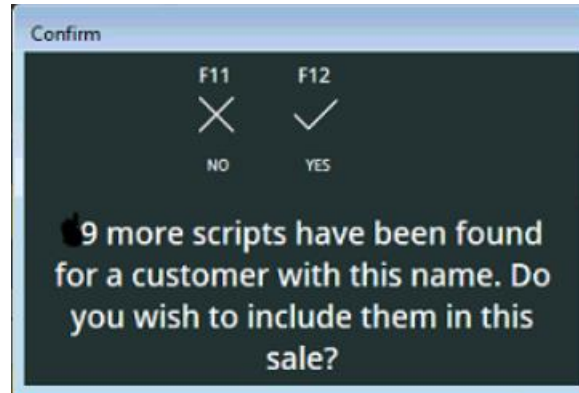 Confirm
F11 F12
NO YES
9 more scripts have been found
for a customer with this name. Do
you wish to include them in this
sale?